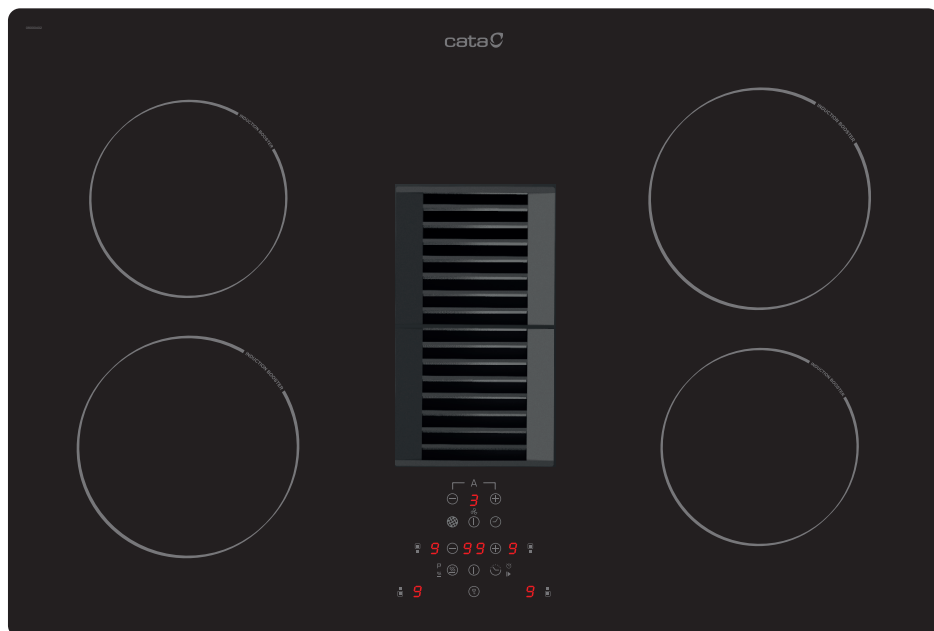 cata
INDUCTION BOOSTER
INDUCTION BOOSTER
INDUCTION BOOSTER
INDUCTION BOOSTER
A
3
9 99 9
P
9 9